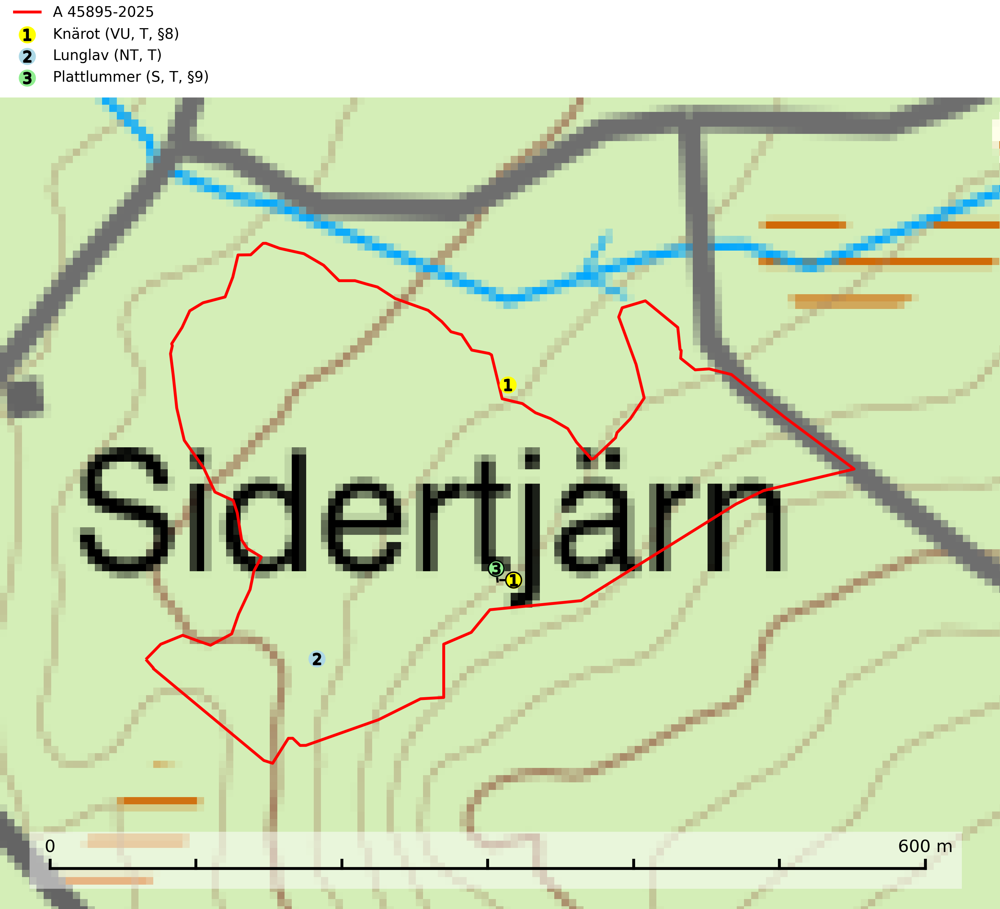 A 45895-2025
1 Knärot (VU, T, §8)
2 Lunglav (NT, T)
3 Plattlummer (S, T, §9)
1
Sidertjärn
3
1
2
0 600 m